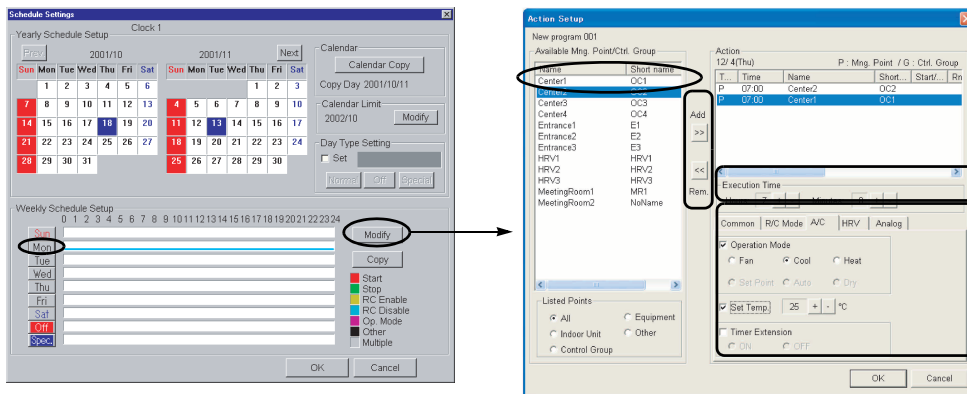 Schedule Settings
Clock 1
Yearly Schedule Setup
Prev 2001/10 2001/11 Next
Sun Mon Tue Wed Thu Fri Sat Sun Mon Tue Wed Thu Fri Sat
1 2 3 4 5 6 1 2 3
7 8 9 10 11 12 13 4 5 6 7 8 9 10
14 15 16 17 18 19 20 11 12 13 14 15 16 17
21 22 23 24 25 26 27 18 19 20 21 22 23 24
28 29 30 31 25 26 27 28 29 30
Calendar
Calendar Copy
Copy Day 2001/10/11
Calendar Limit
2002/10 Modify
Day Type Setting
Set
Normal Off Special
Weekly Schedule Setup
0 1 2 3 4 5 6 7 8 9 10 11 12 13 14 15 16 17 18 19 20 21 22 23 24
Sun
Mon
Tue
Wed
Thu
Fri
Sat
Off
Spec.
Modify
Copy
Start
Stop
RC Enable
RC Disable
Op. Mode
Other
Multiple
OK Cancel
Action Setup
New program 001
Available Mng. Point/Ctrl. Group
Name Short name
Center1 OC1
Center2 OC2
Center3 OC3
Center4 OC4
Entrance1 E1
Entrance2 E2
Entrance3 E3
HRV1 HRV1
HRV2 HRV2
HRV3 HRV3
MeetingRoom1 MR1
MeetingRoom2 NoName
Listed Points
All Equipment
Indoor Unit Other
Control Group
Add
>>
<<
Rem.
Action
12/ 4(Thu) P : Mng. Point / G : Ctrl. Group
T... Time Name Short... Start/... Rn
P 07:00 Center2 OC2
P 07:00 Center1 OC1
Execution Time
Common R/C Mode A/C HRV Analog
Operation Mode
Fan Cool Heat
Set Point Auto Dry
Set Temp. 25 + - °C
Timer Extension
ON OFF
OK Cancel